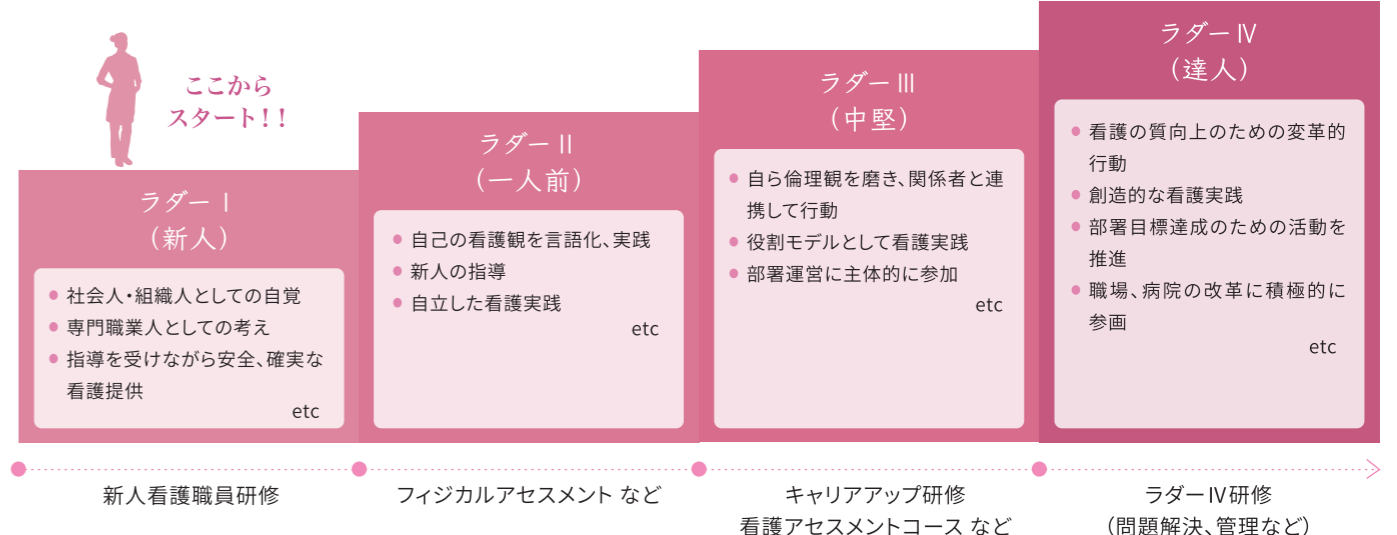 ここから
スタート！！
ラダーⅠ
（新人）
● 社会人・組織人としての自覚
● 専門職業人としての考え
● 指導を受けながら安全、確実な
看護提供
etc
ラダーⅡ
（一人前）
● 自己の看護観を言語化、実践
● 新人の指導
● 自立した看護実践
etc
ラダーⅢ
（中堅）
● 自ら倫理観を磨き、関係者と連
携して行動
● 役割モデルとして看護実践
● 部署運営に主体的に参加
etc
ラダーⅣ
（達人）
● 看護の質向上のための変革的
行動
● 創造的な看護実践
● 部署目標達成のための活動を
推進
● 職場、病院の改革に積極的に
参画
etc
新人看護職員研修
フィジカルアセスメント など
キャリアアップ研修
看護アセスメントコース など
ラダーⅣ研修
（問題解決、管理など）